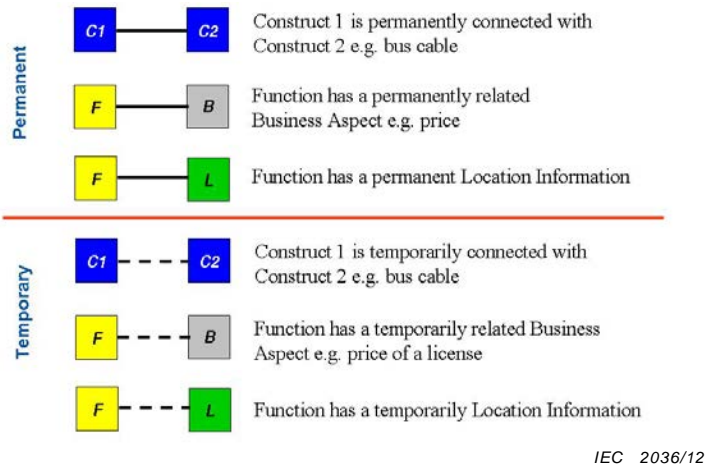 Permanent
C1 C2 Construct 1 is permanently connected with
Construct 2 e.g. bus cable
F B Function has a permanently related
Business Aspect e.g. price
F L Function has a permanent Location Information
Temporary
C1 C2 Construct 1 is temporarily connected with
Construct 2 e.g. bus cable
F B Function has a temporarily related Business
Aspect e.g. price of a license
F L Function has a temporarily Location Information
IEC 2036/12